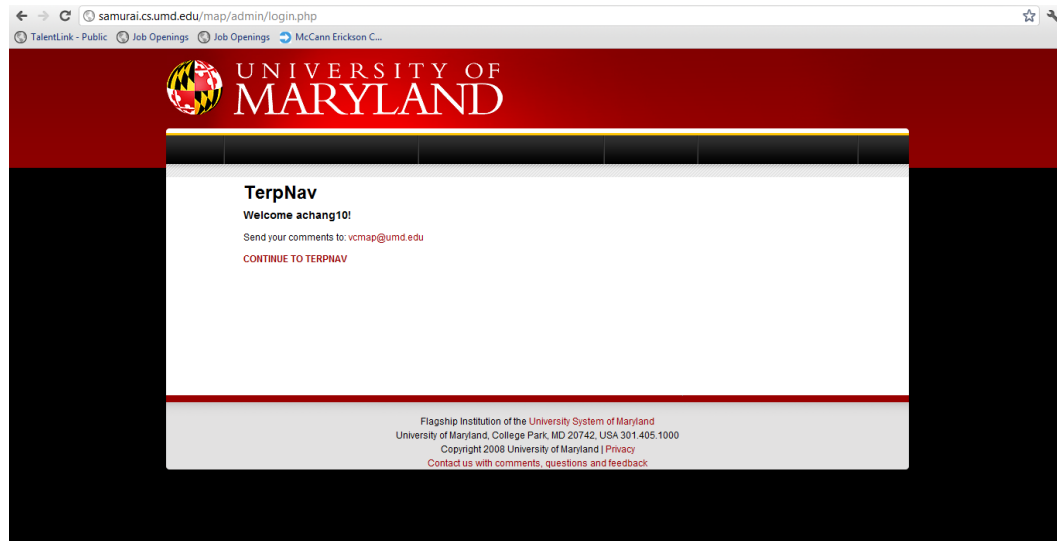 samurai.cs.umd.edu/map/admin/login.php
TalentLink - Public Job Openings Job Openings McCann Erickson C...
UNIVERSITY OF
MARYLAND
TerpNav
Welcome achang10!
Send your comments to: vcmap@umd.edu
CONTINUE TO TERPNAV
Flagship Institution of the University System of Maryland
University of Maryland, College Park, MD 20742, USA 301.405.1000
Copyright 2008 University of Maryland | Privacy
Contact us with comments, questions and feedback